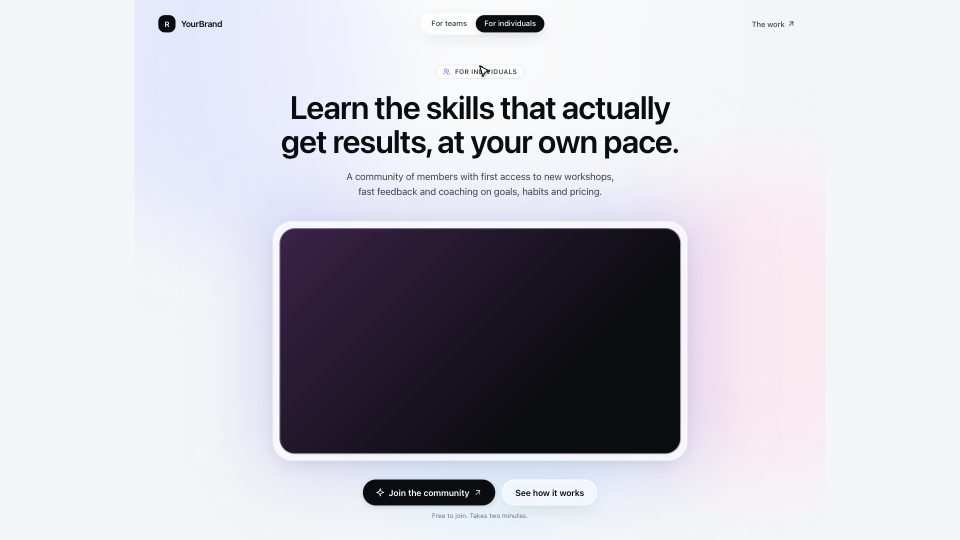 R YourBrand
For teams
For individuals
The work
FOR INDIVIDUALS
Learn the skills that actually
get results, at your own pace.
A community of members with first access to new workshops,
fast feedback and coaching on goals, habits and pricing.
Join the community
See how it works
Free to join. Takes two minutes.